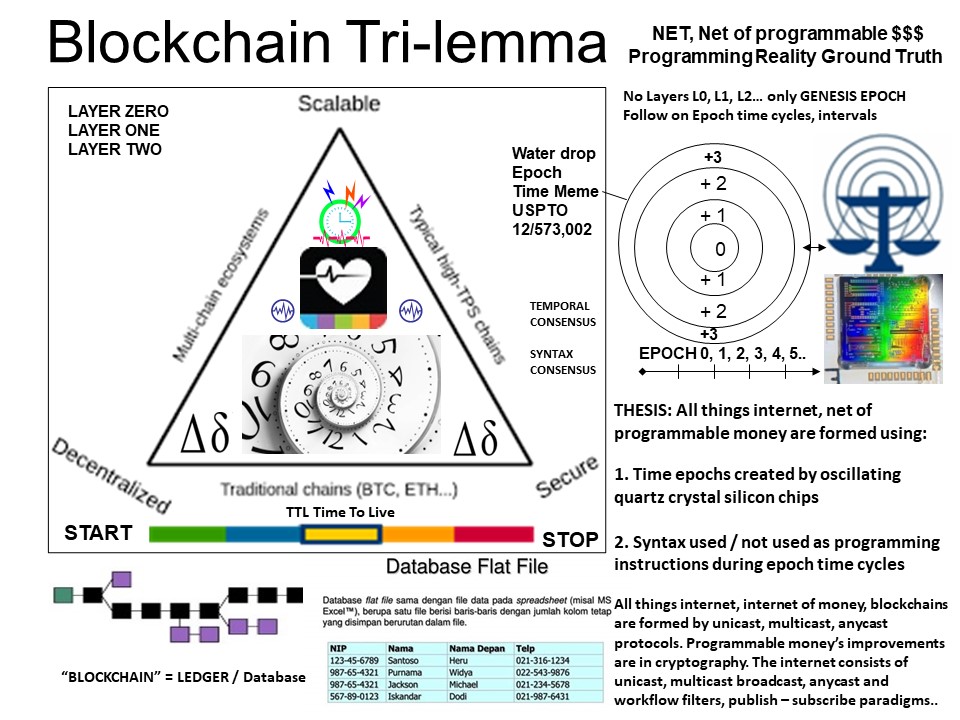 Blockchain Tri-lemma
NET, Net of programmable $$$
Programming Reality Ground Truth
LAYER ZERO
LAYER ONE
LAYER TWO
Scalable
Multi-chain ecosystems
Typical high-TPS chains
Decentralized
Traditional chains (BTC, ETH...)
Secure
Δδ
Δδ
TTL Time To Live
START
STOP
Water drop
Epoch
Time Meme
USPTO
12/573,002
TEMPORAL
CONSENSUS
SYNTAX
CONSENSUS
No Layers L0, L1, L2... only GENESIS EPOCH
Follow on Epoch time cycles, intervals
+3
+ 2
+ 1
0
+ 1
+ 2
+3
EPOCH 0, 1, 2, 3, 4, 5..
THESIS: All things internet, net of
programmable money are formed using:
1. Time epochs created by oscillating
quartz crystal silicon chips
2. Syntax used / not used as programming
instructions during epoch time cycles
All things internet, internet of money, blockchains
are formed by unicast, multicast, anycast
protocols. Programmable money's improvements
are in cryptography. The internet consists of
unicast, multicast broadcast, anycast and
workflow filters, publish – subscribe paradigms..
"BLOCKCHAIN" = LEDGER / Database
Database Flat File
Database flat file sama dengan file data pada spreadsheet (misal MS
Excel™), berupa satu file berisi baris-baris dengan jumlah kolom tetap
yang disimpan berurutan dalam file.
NIP Nama Nama Depan Telp
123-45-6789 Santoso Heru 021-316-1234
987-65-4321 Purnama Widya 022-543-9876
987-65-4321 Jackson Michael 021-234-5678
567-89-0123 Iskandar Dodi 021-987-6431